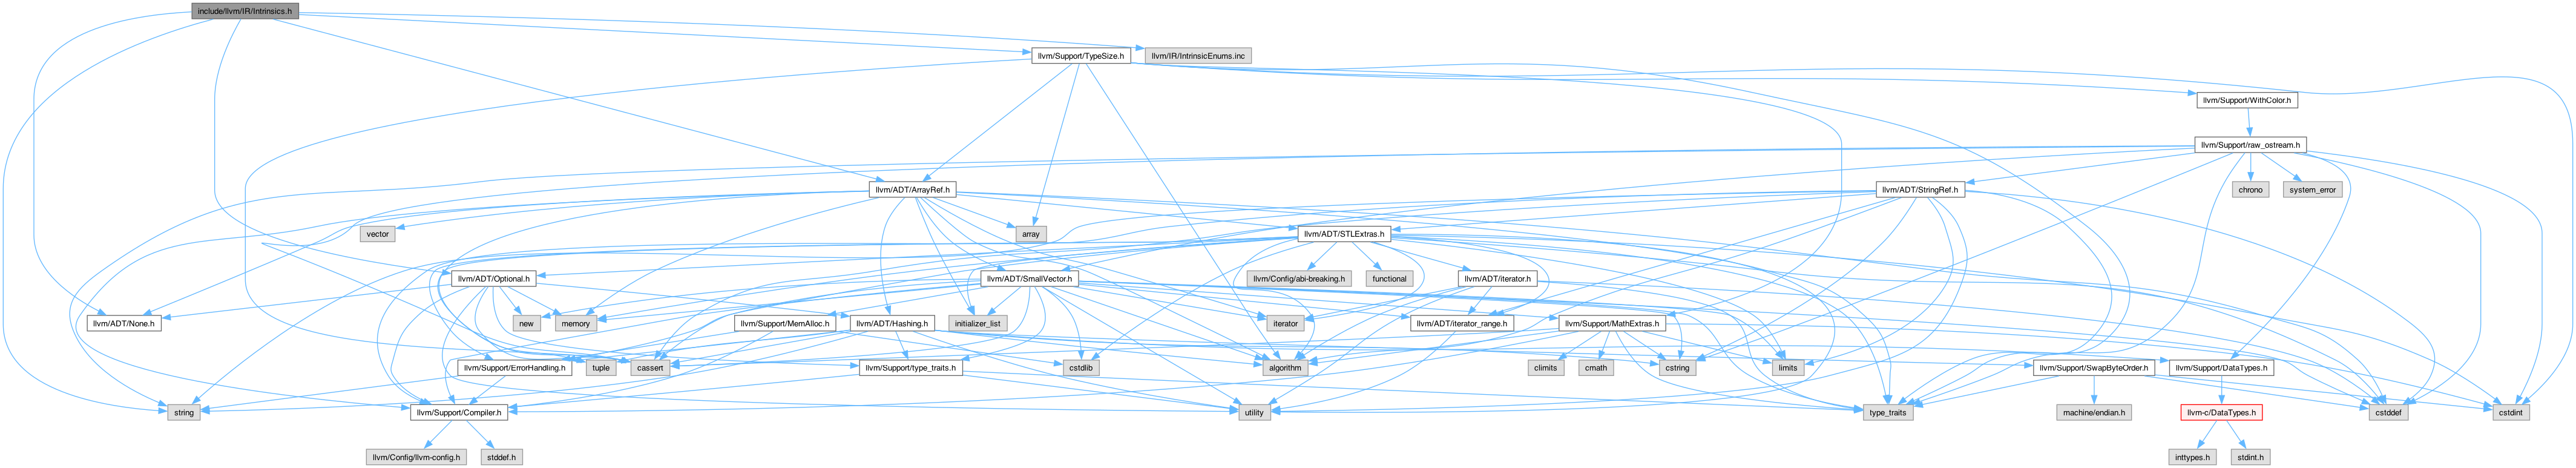 include/llvm/IR/Intrinsics.h
llvm/Support/TypeSize.h
llvm/IR/IntrinsicEnums.inc
llvm/Support/WithColor.h
llvm/Support/raw_ostream.h
llvm/ADT/ArrayRef.h
llvm/ADT/StringRef.h
chrono
system_error
vector
array
llvm/ADT/STLExtras.h
llvm/ADT/Optional.h
llvm/ADT/SmallVector.h
llvm/Config/abi-breaking.h
functional
llvm/ADT/iterator.h
llvm/ADT/None.h
new
memory
llvm/Support/MemAlloc.h
llvm/ADT/Hashing.h
initializer_list
iterator
llvm/ADT/iterator_range.h
llvm/Support/MathExtras.h
llvm/Support/ErrorHandling.h
tuple
cassert
llvm/Support/type_traits.h
cstdlib
algorithm
climits
cmath
cstring
limits
llvm/Support/SwapByteOrder.h
llvm/Support/DataTypes.h
string
llvm/Support/Compiler.h
utility
type_traits
machine/endian.h
llvm-c/DataTypes.h
cstddef
cstdint
llvm/Config/llvm-config.h
stddef.h
inttypes.h
stdint.h